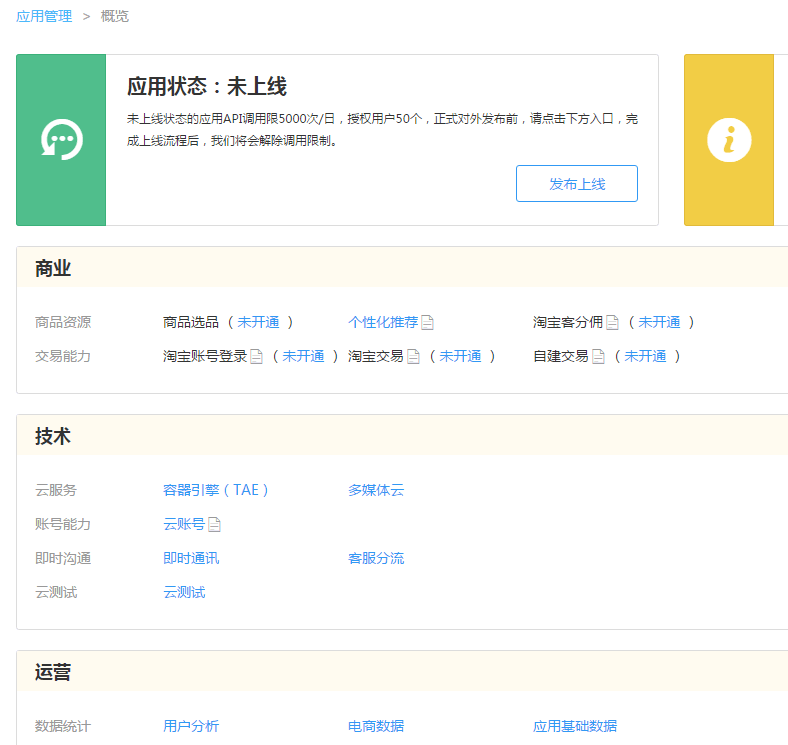 应用管理 > 概览
应用状态：未上线
未上线状态的应用API调用限5000次/日，授权用户50个，正式对外发布前，请点击下方入口，完
成上线流程后，我们将会解除调用限制。
发布上线
商业
商品资源 商品选品（未开通 ） 个性化推荐 淘宝客分佣（未开通 ）
交易能力 淘宝账号登录（未开通 ） 淘宝交易（未开通 ） 自建交易（未开通 ）
技术
云服务 容器引擎（TAE） 多媒体云
账号能力 云账号
即时沟通 即时通讯 客服分流
云测试 云测试
运营
数据统计 用户分析 电商数据 应用基础数据